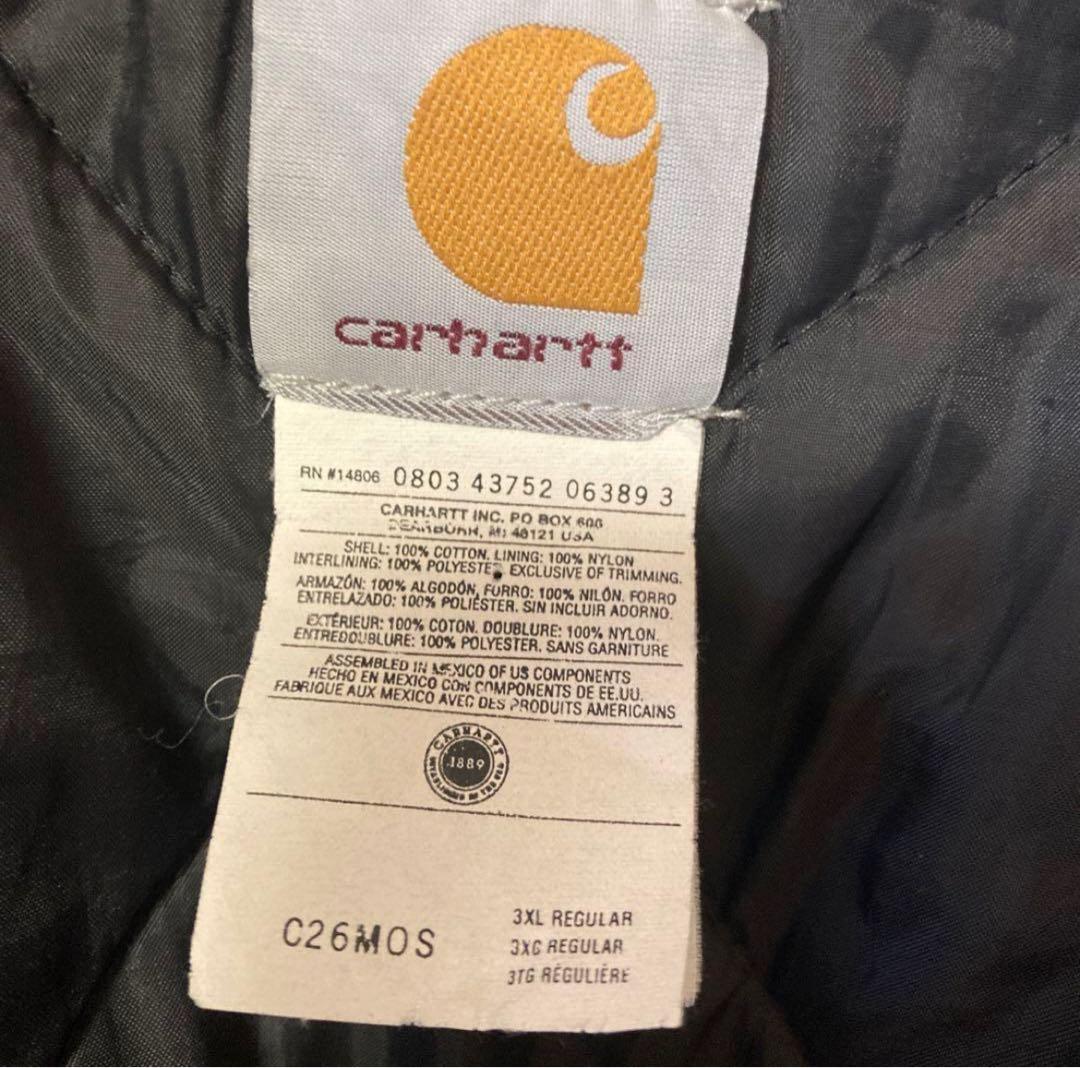 carhartt
RN #14806 0803 43752 06389 3
CARHARTT INC. PO BOX 600
DEARBORN, MI 48121 USA
SHELL: 100% COTTON. LINING: 100% NYLON
INTERLINING: 100% POLYESTER EXCLUSIVE OF TRIMMING.
ARMAZÓN: 100% ALGODÓN, FURRO: 100% NILÓN. FORRO
ENTRELAZADO: 100% POLIÉSTER. SIN INCLUIR ADORNO.
EXTÉRIEUR: 100% COTON. DOUBLURE: 100% NYLON.
ENTREDOUBLURE: 100% POLYESTER. SANS GARNITURE
ASSEMBLED IN MEXICO OF US COMPONENTS
HECHO EN MEXICO CON COMPONENTS DE EE.UU.
FABRIQUE AUX MEXICO AVEC DES PRODUITS AMERICAINS
CARHARTT
1889
C26MOS
3XL REGULAR
3XG REGULAR
3TG RÉGULIÈRE